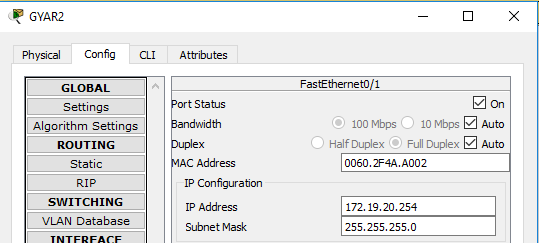 GYAR2
Physical Config CLI Attributes
GLOBAL
Settings
Algorithm Settings
ROUTING
Static
RIP
SWITCHING
VLAN Database
INTERFACE
FastEthernet0/1
Port Status On
Bandwidth 100 Mbps 10 Mbps Auto
Duplex Half Duplex Full Duplex Auto
MAC Address 0060.2F4A.A002
IP Configuration
IP Address 172.19.20.254
Subnet Mask 255.255.255.0